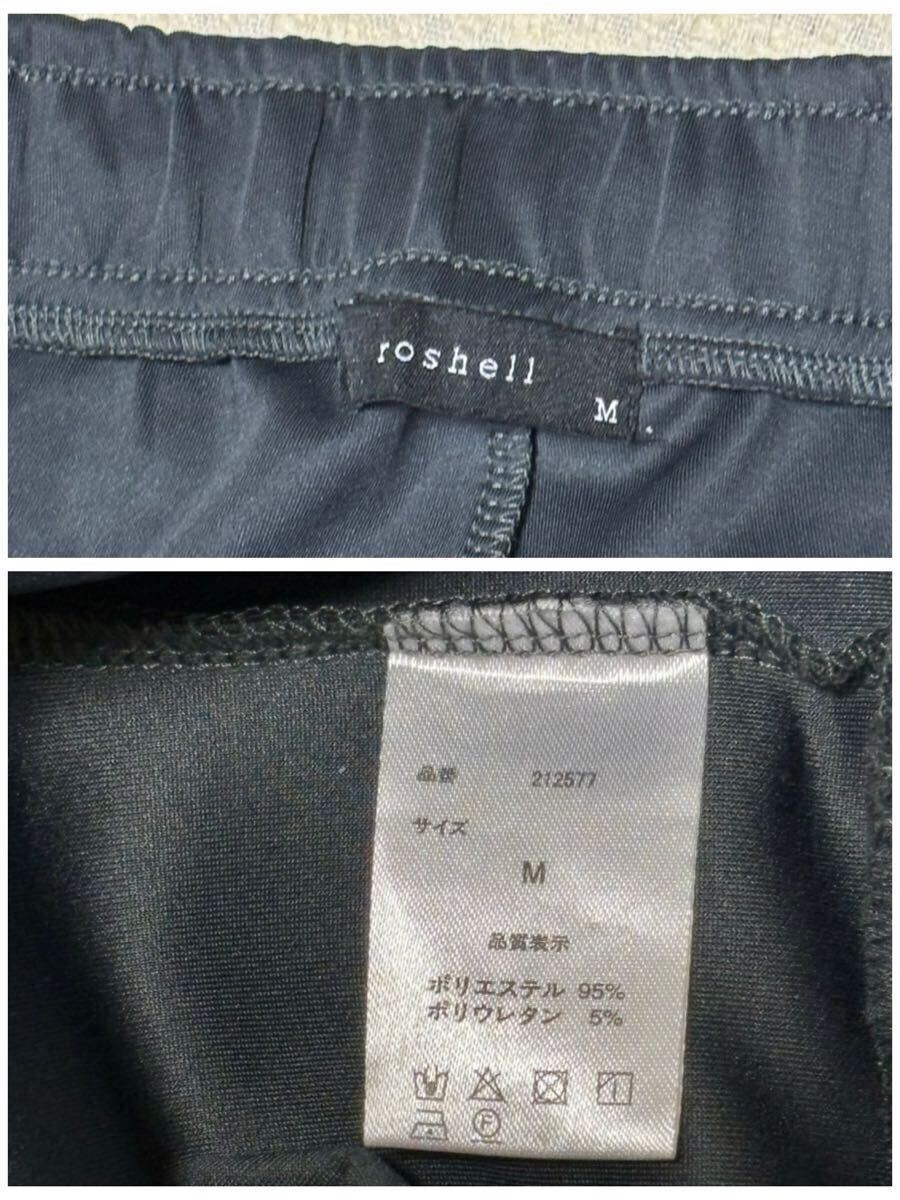 roshell
M
品番 212577
サイズ
M
品質表示
ポリエステル 95%
ポリウレタン 5%
F